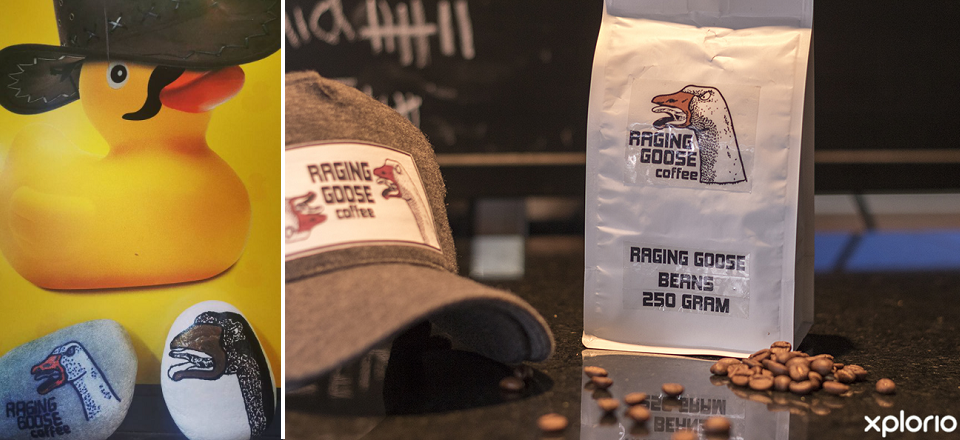 RAGING
GOOSE
coffee
RAGING
GOOSE
coffee
RAGING
GOOSE
coffee
RAGING GOOSE
BEANS
250 GRAM
xplorio